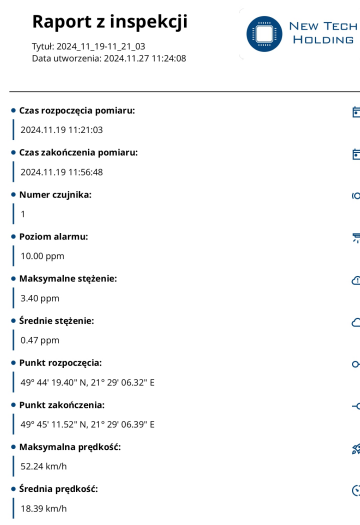 Raport z inspekcji
Tytuł: 2024_11_19-11_21_03
Data utworzenia: 2024.11.27 11:24:08
NEW TECH
HOLDING
Czas rozpoczęcia pomiaru:
2024.11.19 11:21:03
Czas zakończenia pomiaru:
2024.11.19 11:56:48
Numer czujnika:
1
Poziom alarmu:
10.00 ppm
Maksymalne stężenie:
3.40 ppm
Średnie stężenie:
0.47 ppm
Punkt rozpoczęcia:
49° 44' 19.40" N, 21° 29' 06.32" E
Punkt zakończenia:
49° 45' 11.52" N, 21° 29' 06.39" E
Maksymalna prędkość:
52.24 km/h
Średnia prędkość:
18.39 km/h